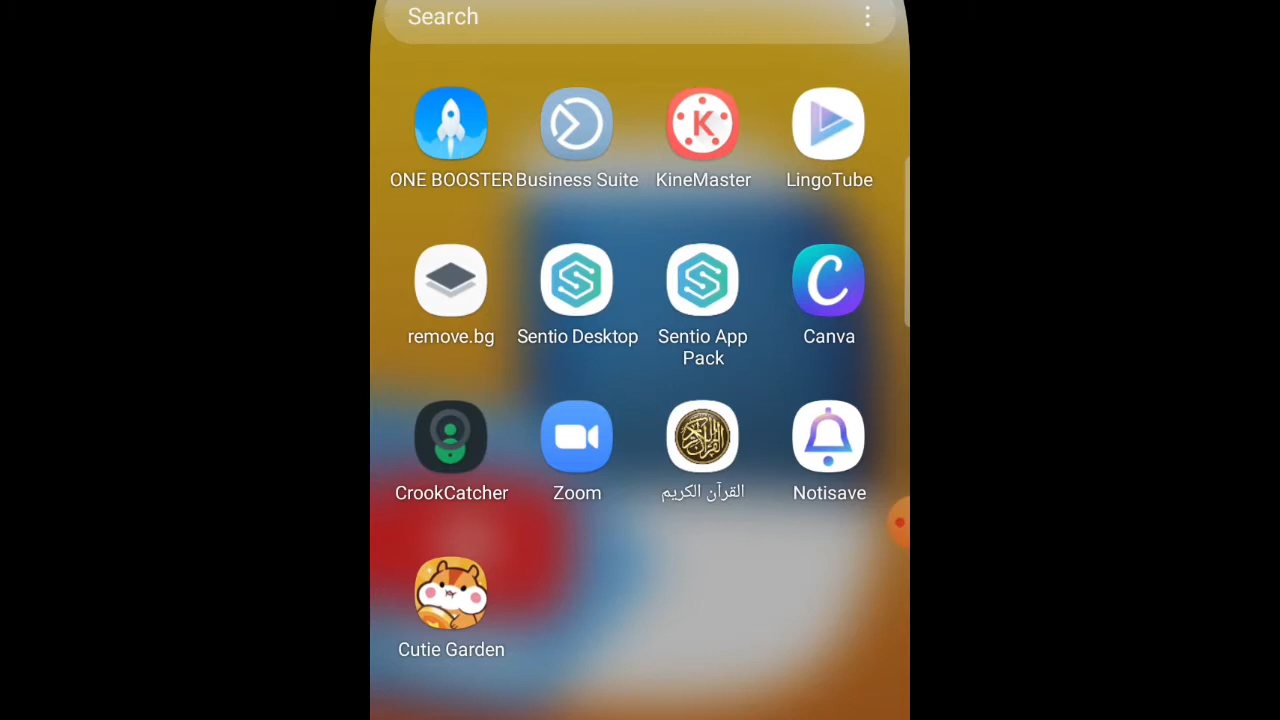 Search
ONE BOOSTER Business Suite KineMaster LingoTube
remove.bg Sentio Desktop Sentio App Pack Canva
CrookCatcher Zoom القرآن الكريم Notisave
Cutie Garden